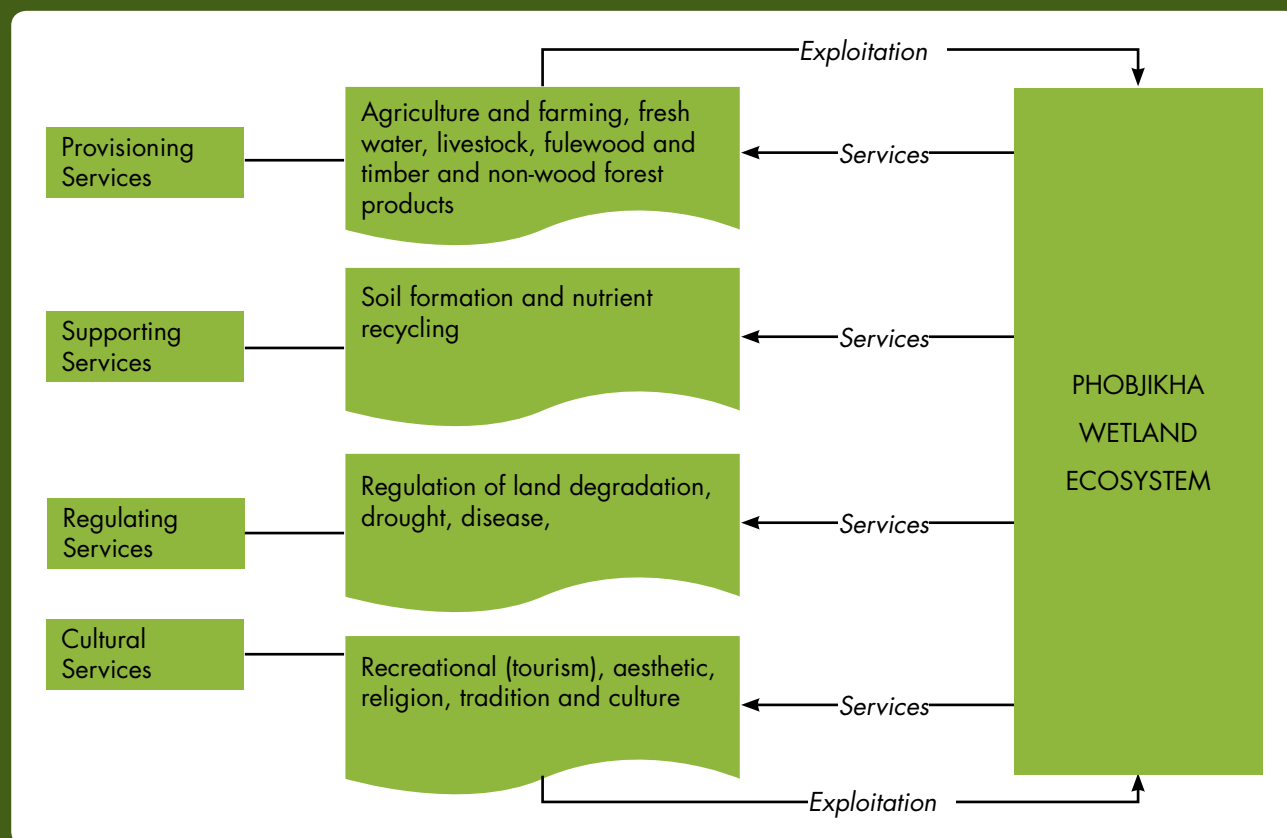 Exploitation
Provisioning
Services
Agriculture and farming, fresh
water, livestock, fulewood and
timber and non-wood forest
products
Services
Supporting
Services
Soil formation and nutrient
recycling
Services
PHOBJIKHA
WETLAND
ECOSYSTEM
Regulating
Services
Regulation of land degradation,
drought, disease,
Services
Cultural
Services
Recreational (tourism), aesthetic,
religion, tradition and culture
Services
Exploitation